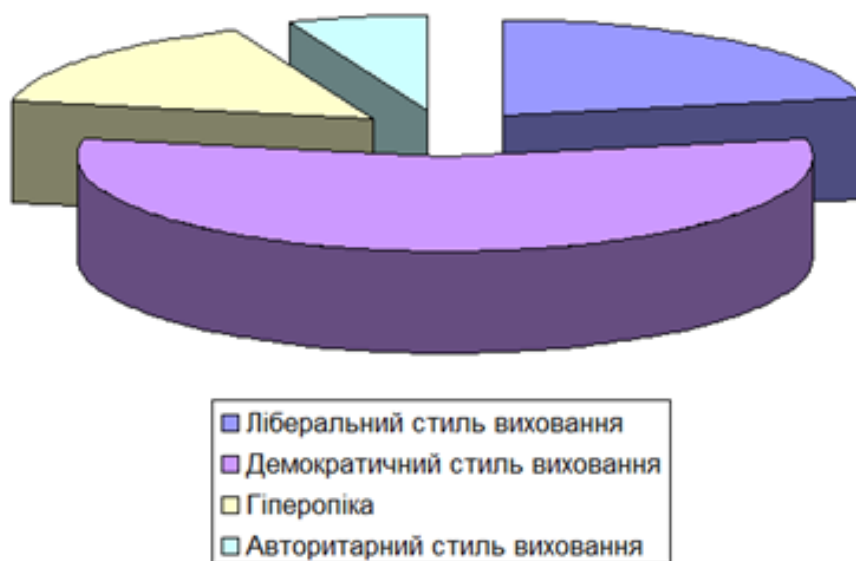 Ліберальний стиль виховання
Демократичний стиль виховання
Гіперопіка
Авторитарний стиль виховання